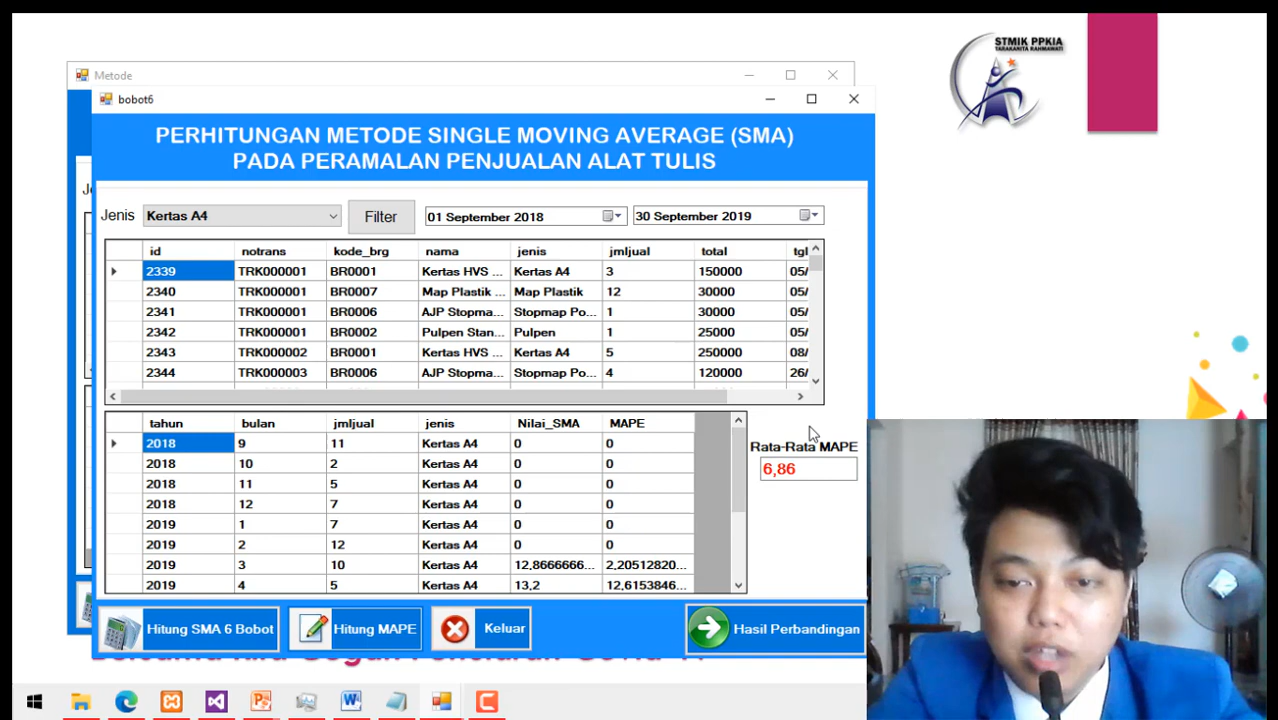 STMIK PPKIA
TARAKANITA RAHMAWATI
Metode
bobot6
PERHITUNGAN METODE SINGLE MOVING AVERAGE (SMA)
PADA PERAMALAN PENJUALAN ALAT TULIS
Jenis Kertas A4 Filter 01 September 2018 30 September 2019
id notrans kode_brg nama jenis jmljual total tgl
2339 TRK000001 BR0001 Kertas HVS ... Kertas A4 3 150000 05/
2340 TRK000001 BR0007 Map Plastik ... Map Plastik 12 30000 05/
2341 TRK000001 BR0006 AJP Stopma... Stopmap Po... 1 30000 05/
2342 TRK000001 BR0002 Pulpen Stan... Pulpen 1 25000 05/
2343 TRK000002 BR0001 Kertas HVS ... Kertas A4 5 250000 08/
2344 TRK000003 BR0006 AJP Stopma... Stopmap Po... 4 120000 26/
tahun bulan jmljual jenis Nilai_SMA MAPE
2018 9 11 Kertas A4 0 0
2018 10 2 Kertas A4 0 0
2018 11 5 Kertas A4 0 0
2018 12 7 Kertas A4 0 0
2019 1 7 Kertas A4 0 0
2019 2 12 Kertas A4 0 0
2019 3 10 Kertas A4 12,8666666... 2,20512820...
2019 4 5 Kertas A4 13,2 12,6153846...
Rata-Rata MAPE
6,86
Hitung SMA 6 Bobot Hitung MAPE Keluar Hasil Perbandingan